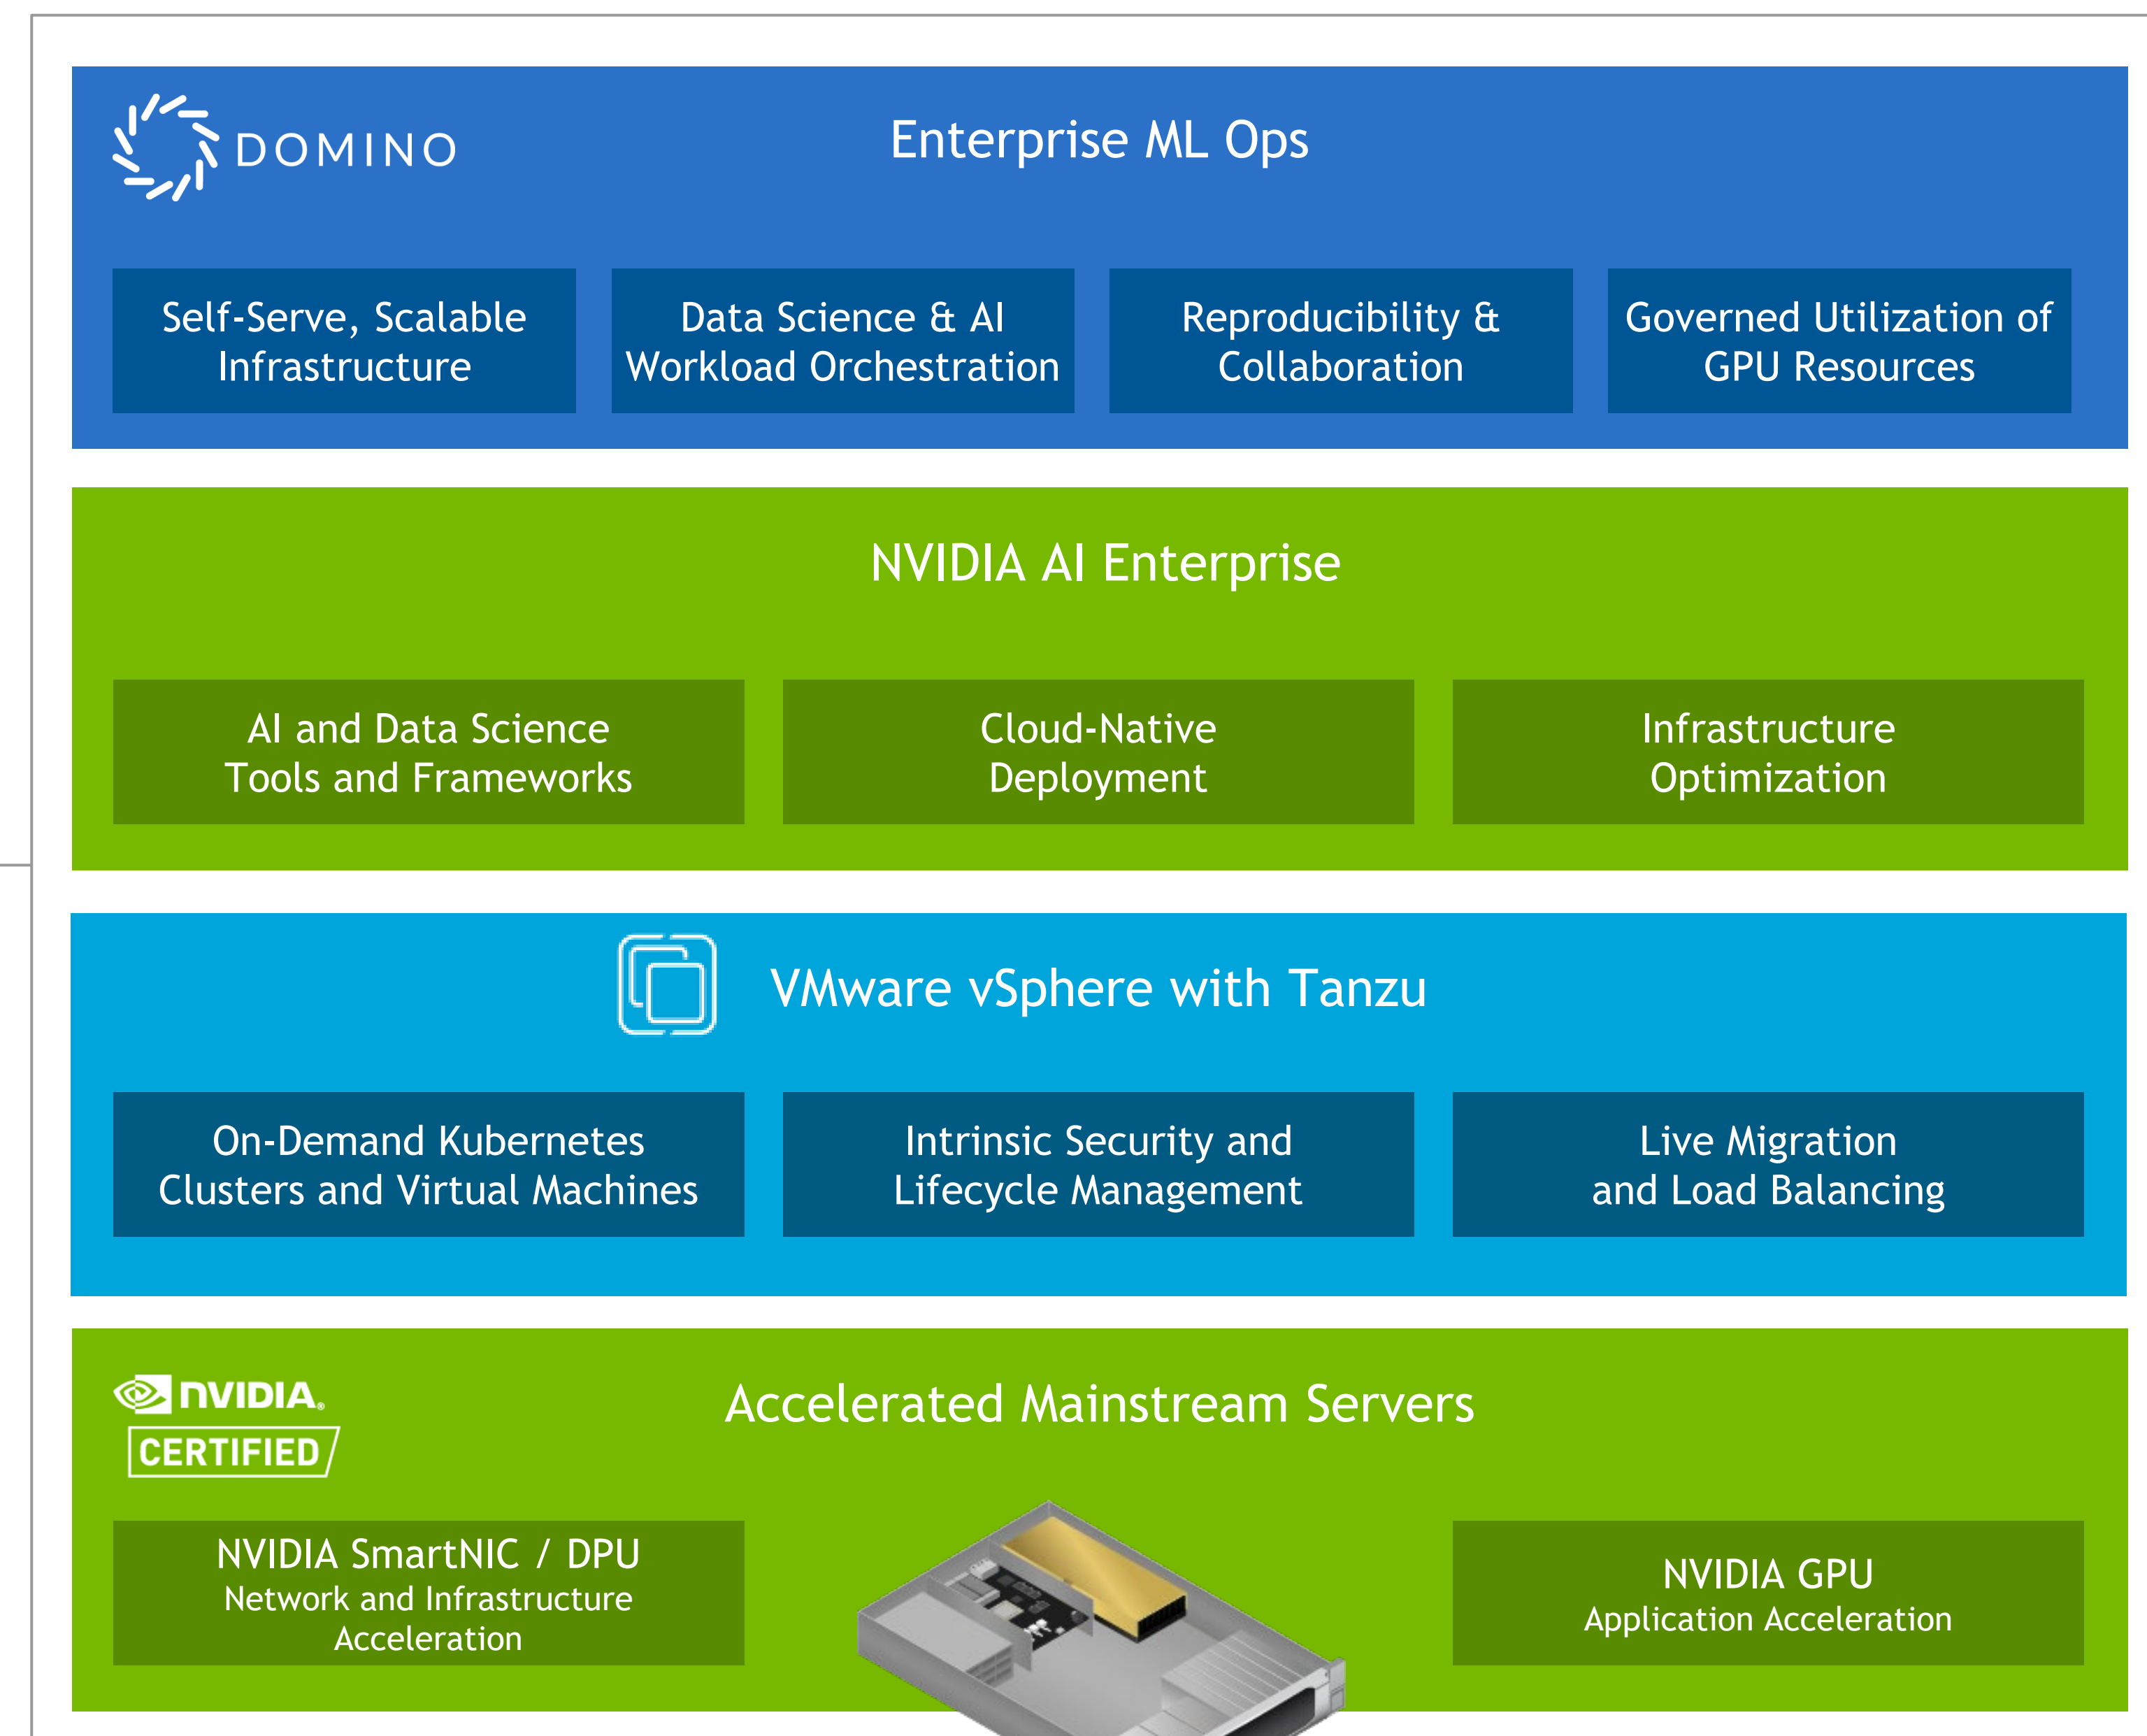 DOMINO
Enterprise ML Ops
Self-Serve, Scalable
Infrastructure
Data Science & AI
Workload Orchestration
Reproducibility &
Collaboration
Governed Utilization of
GPU Resources
NVIDIA AI Enterprise
AI and Data Science
Tools and Frameworks
Cloud-Native
Deployment
Infrastructure
Optimization
VMware vSphere with Tanzu
On-Demand Kubernetes
Clusters and Virtual Machines
Intrinsic Security and
Lifecycle Management
Live Migration
and Load Balancing
NVIDIA.
CERTIFIED
Accelerated Mainstream Servers
NVIDIA SmartNIC / DPU
Network and Infrastructure
Acceleration
NVIDIA GPU
Application Acceleration